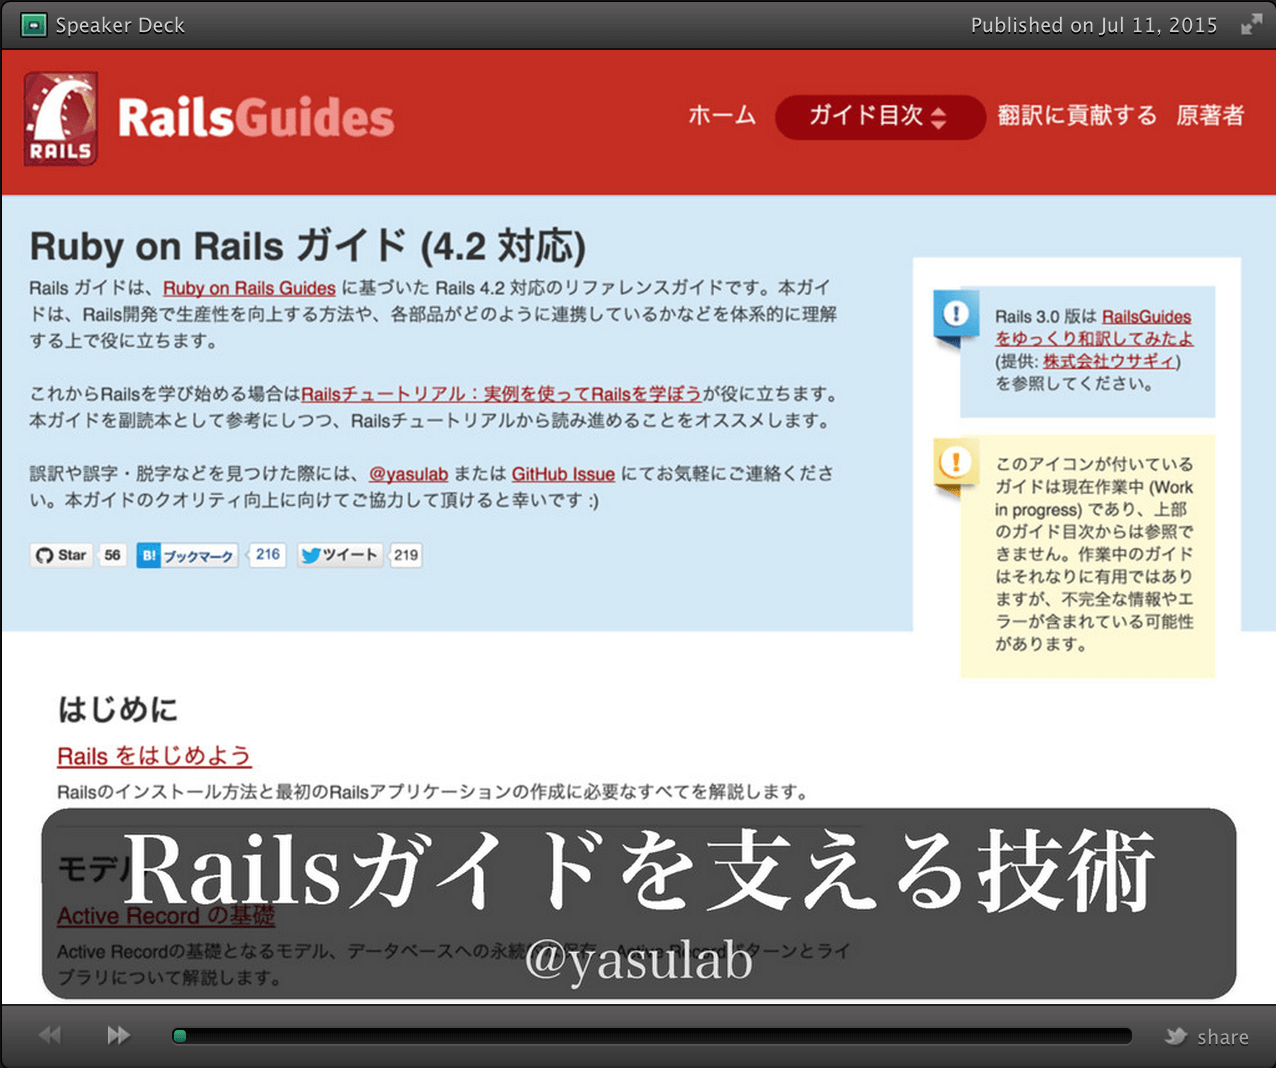 Speaker Deck
Published on Jul 11, 2015
RAILS
RailsGuides
ホーム ガイド目次 翻訳に貢献する 原著者
Ruby on Rails ガイド (4.2 対応)
Rails ガイドは、Ruby on Rails Guides に基づいた Rails 4.2 対応のリファレンスガイドです。本ガイ
ドは、Rails開発で生産性を向上する方法や、各部品がどのように連携しているかなどを体系的に理解
する上で役に立ちます。
これからRailsを学び始める場合はRailsチュートリアル：実例を使ってRailsを学ぼうが役に立ちます。
本ガイドを副読本として参考にしつつ、Railsチュートリアルから読み進めることをオススメします。
誤訳や誤字・脱字などを見つけた際には、@yasulab または GitHub Issue にてお気軽にご連絡くださ
い。本ガイドのクオリティ向上に向けてご協力して頂けると幸いです :)
Star 56 B! ブックマーク 216 ツイート 219
Rails 3.0 版は RailsGuides
をゆっくり和訳してみたよ
(提供: 株式会社ウサギィ)
を参照してください。
このアイコンが付いている
ガイドは現在作業中 (Work
in progress) であり、上部
のガイド目次からは参照で
きません。作業中のガイド
はそれなりに有用ではあり
ますが、不完全な情報やエ
ラーが含まれている可能性
があります。
はじめに
Rails をはじめよう
Railsのインストール方法と最初のRailsアプリケーションの作成に必要なすべてを解説します。
モデル
Railsガイドを支える技術
Active Record の基礎
Active Recordの基礎となるモデル、データベースへの永続 保存、Active Record パターンとライ
@yasulab
ブラリについて解説します。
share